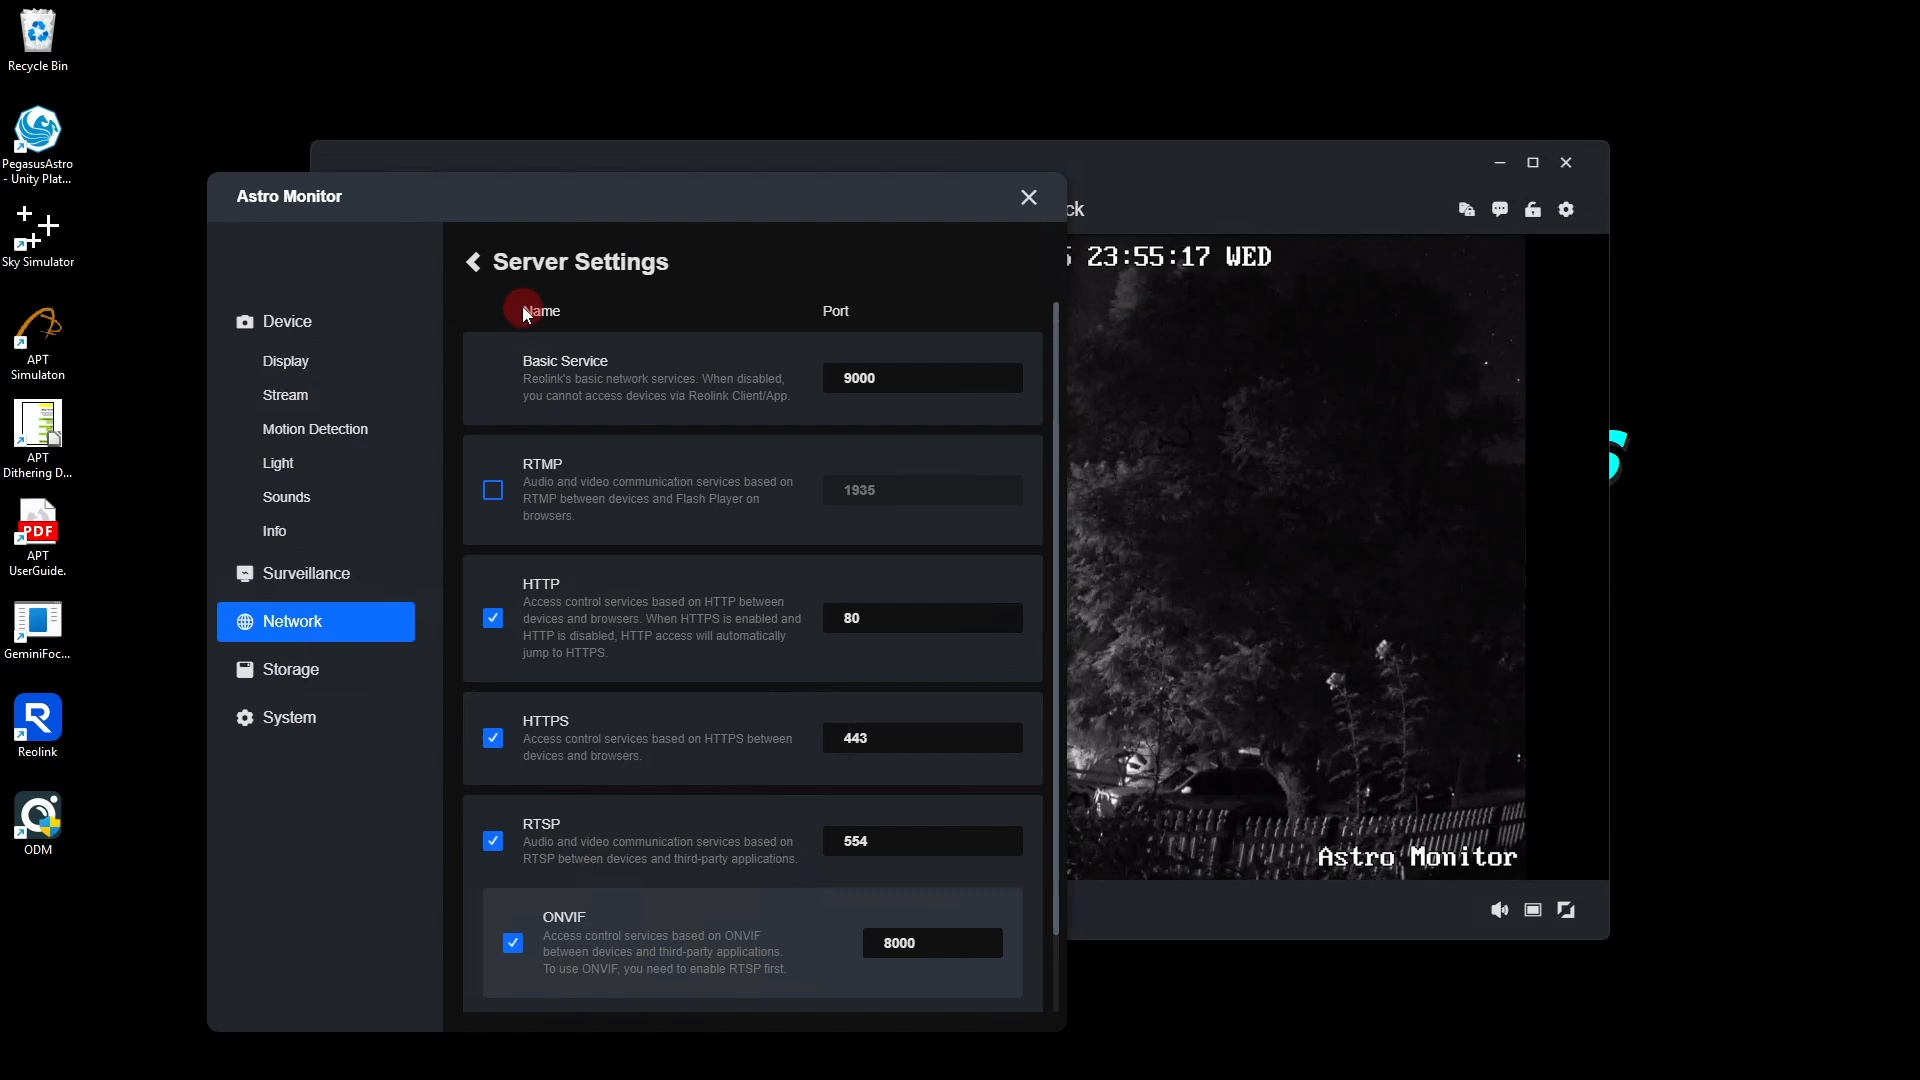 Recycle Bin
PegasusAstro
- Unity Plat...
Sky Simulator
APT
Simulaton
APT
Dithering D...
PDF
APT
UserGuide.
GeminiFoc...
R
Reolink
ODM
Astro Monitor
Device
Display
Stream
Motion Detection
Light
Sounds
Info
Surveillance
Network
Storage
System
Server Settings
Name Port
Basic Service
Reolink's basic network services. When disabled,
you cannot access devices via Reolink Client/App.
9000
RTMP
Audio and video communication services based on
RTMP between devices and Flash Player on
browsers.
1935
HTTP
Access control services based on HTTP between
devices and browsers. When HTTPS is enabled and
HTTP is disabled, HTTP access will automatically
jump to HTTPS.
80
HTTPS
Access control services based on HTTPS between
devices and browsers.
443
RTSP
Audio and video communication services based on
RTSP between devices and third-party applications.
554
ONVIF
Access control services based on ONVIF
between devices and third-party applications.
To use ONVIF, you need to enable RTSP first.
8000
ck
23:55:17 WED
Astro Monitor